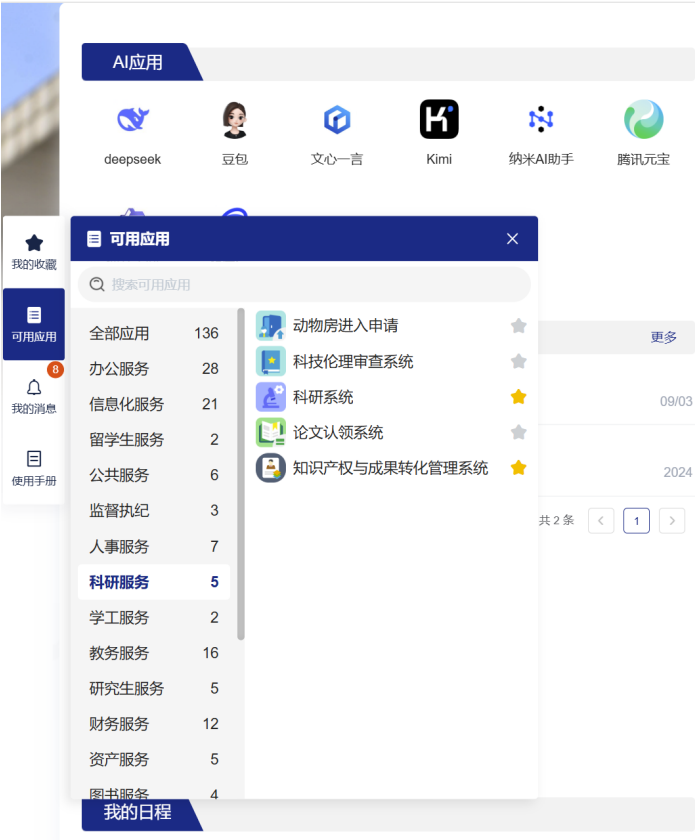 AI应用
deepseek
豆包
文心一言
Kimi
纳米AI助手
腾讯元宝
我的收藏
可用应用
8
我的消息
使用手册
可用应用
搜索可用应用
全部应用 136
办公服务 28
信息化服务 21
留学生服务 2
公共服务 6
监督执纪 3
人事服务 7
科研服务 5
学工服务 2
教务服务 16
研究生服务 5
财务服务 12
资产服务 5
图书服务 4
动物房进入申请
科技伦理审查系统
科研系统
论文认领系统
知识产权与成果转化管理系统
更多
09/03
2024
共 2 条
1
我的日程